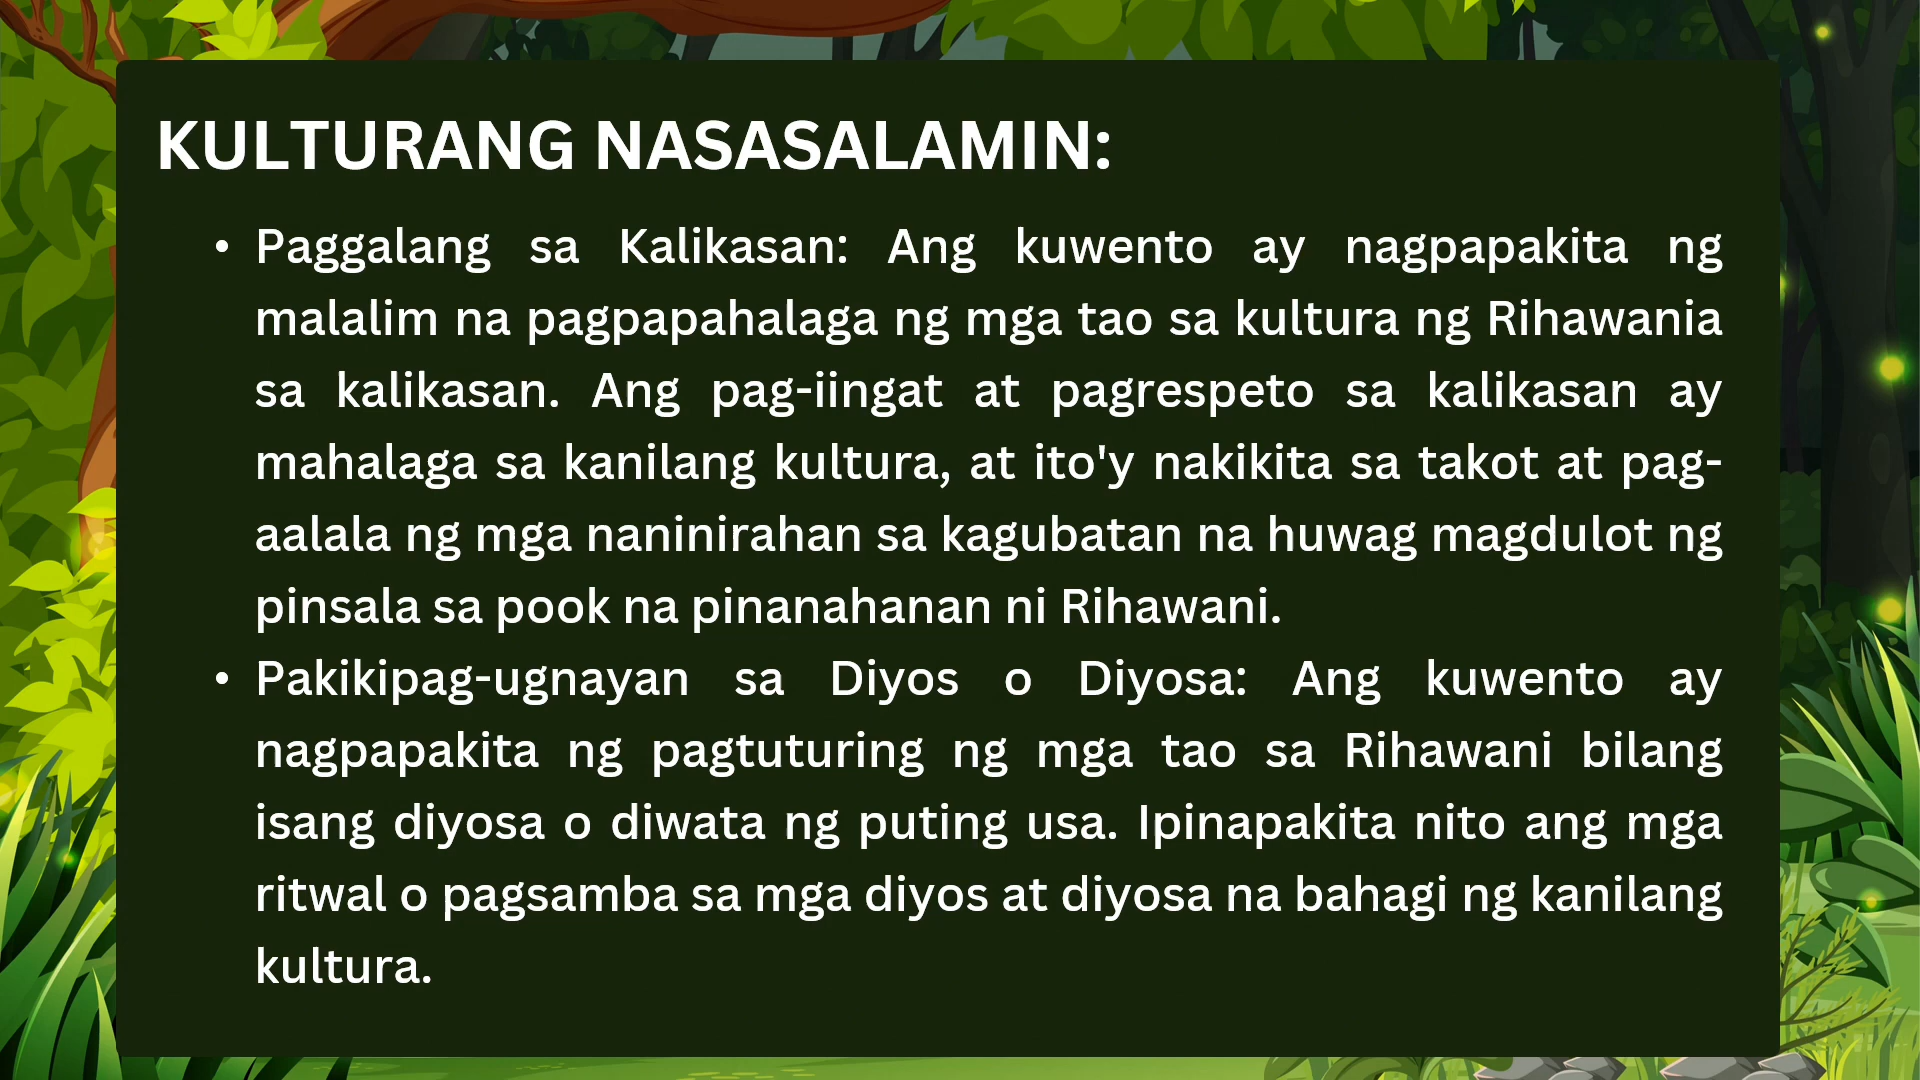 KULTURANG NASASALAMIN:
• Paggalang sa Kalikasan: Ang kuwento ay nagpapakita ng
malalim na pagpapahalaga ng mga tao sa kultura ng Rihawania
sa kalikasan. Ang pag-iingat at pagrespeto sa kalikasan ay
mahalaga sa kanilang kultura, at ito'y nakikita sa takot at pag-
aalala ng mga naninirahan sa kagubatan na huwag magdulot ng
pinsala sa pook na pinanahanan ni Rihawani.
• Pakikipag-ugnayan sa Diyos o Diyosa: Ang kuwento ay
nagpapakita ng pagtuturing ng mga tao sa Rihawani bilang
isang diyosa o diwata ng puting usa. Ipinapakita nito ang mga
ritwal o pagsamba sa mga diyos at diyosa na bahagi ng kanilang
kultura.